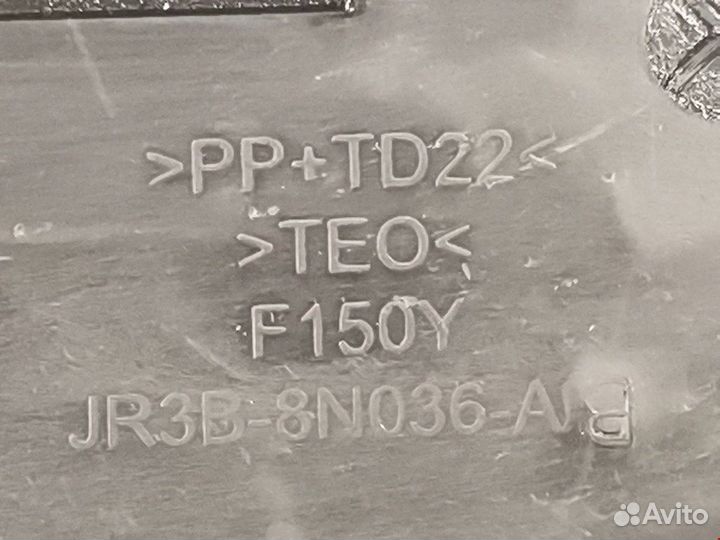 >PP+TD22<
>TEO<
F150Y
JR3B-8N036-A
Avito